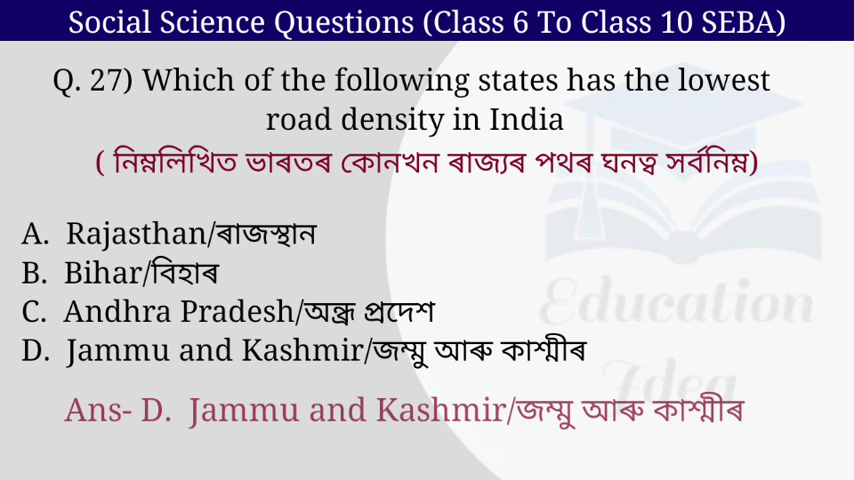 Social Science Questions (Class 6 To Class 10 SEBA)
Q. 27) Which of the following states has the lowest
road density in India
( নিম্নলিখিত ভাৰতৰ কোনখন ৰাজ্যৰ পথৰ ঘনত্ব সৰ্বনিম্ন)
A. Rajasthan/ৰাজস্থান
B. Bihar/বিহাৰ
C. Andhra Pradesh/অন্ধ্ৰ প্ৰদেশ
D. Jammu and Kashmir/জম্মু আৰু কাশ্মীৰ
Ans- D. Jammu and Kashmir/জম্মু আৰু কাশ্মীৰ
Education
Idea